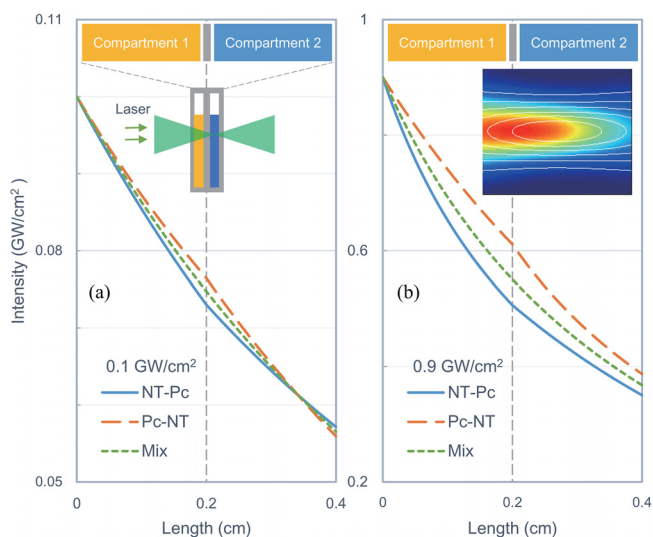 0.11
Compartment 1
Compartment 2
Laser
0.08
(a)
0.1 GW/cm²
NT-Pc
Pc-NT
Mix
0.05
0
0.2
0.4
Length (cm)
Intensity (GW/cm²)
1
Compartment 1
Compartment 2
0.6
(b)
0.9 GW/cm²
NT-Pc
Pc-NT
Mix
0.2
0
0.2
0.4
Length (cm)